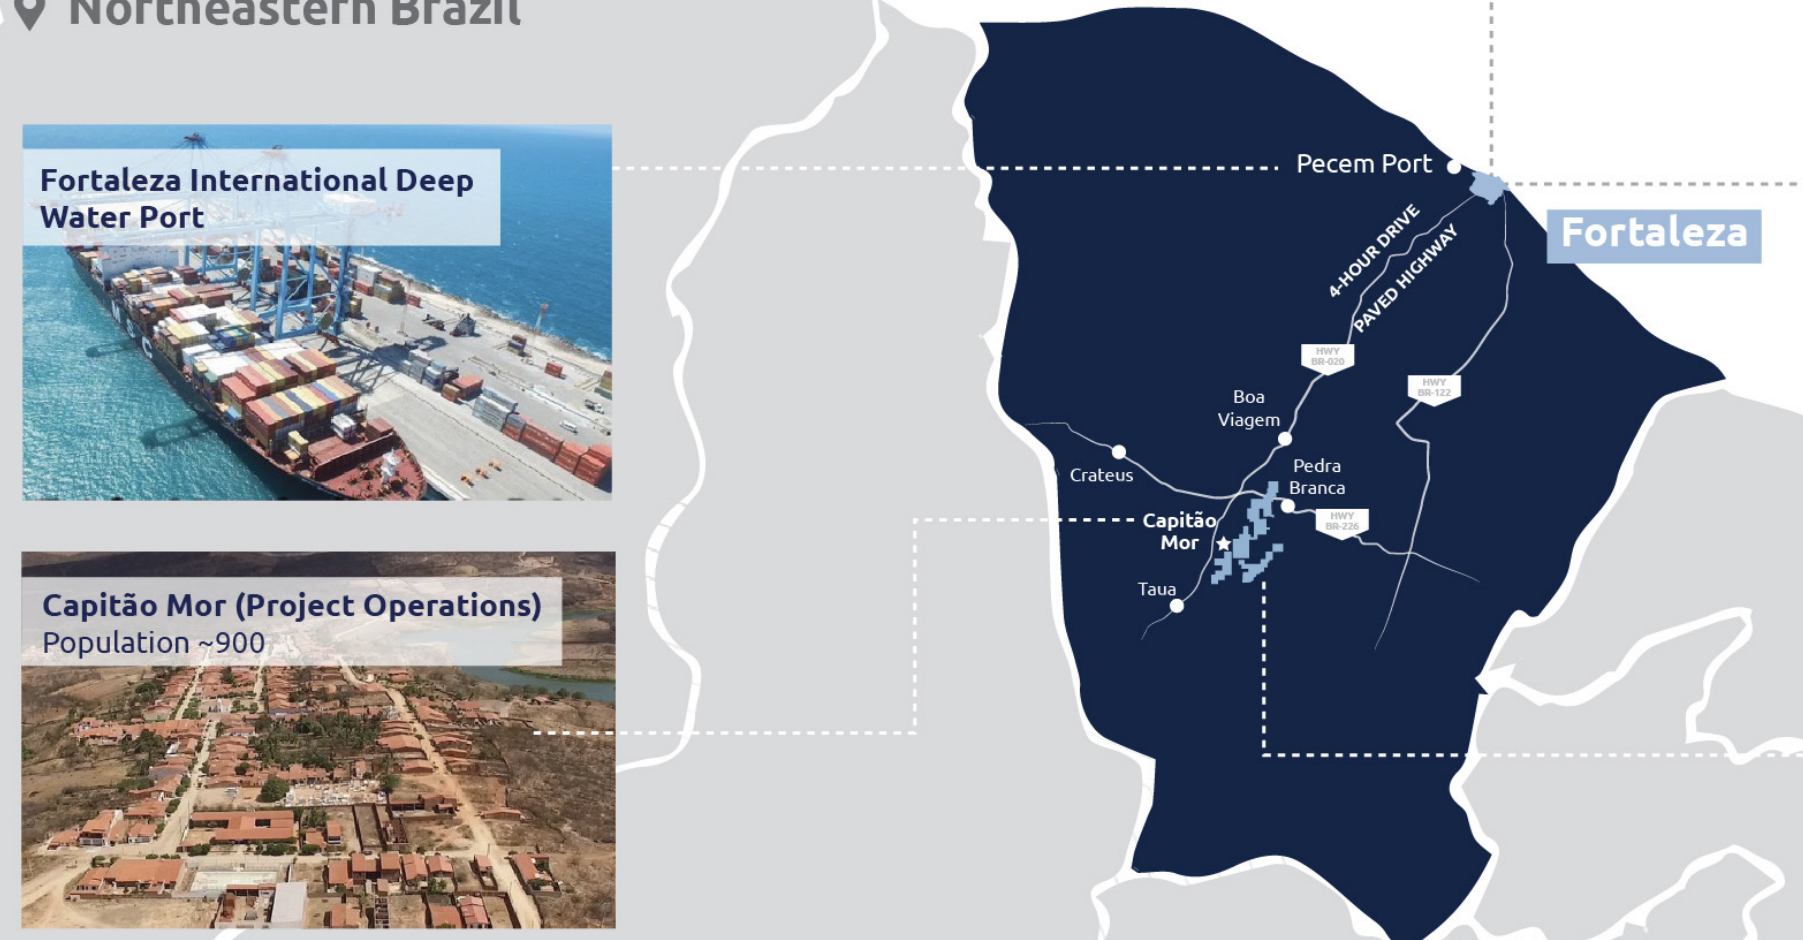 Northeastern Brazil
Fortaleza International Deep
Water Port
Capitão Mor (Project Operations)
Population ~900
Pecem Port
Fortaleza
4-HOUR DRIVE
PAVED HIGHWAY
HWY
BR-020
HWY
BR-122
Boa
Viagem
Crateus
Pedra
Branca
Capitão
Mor
HWY
BR-226
Taua